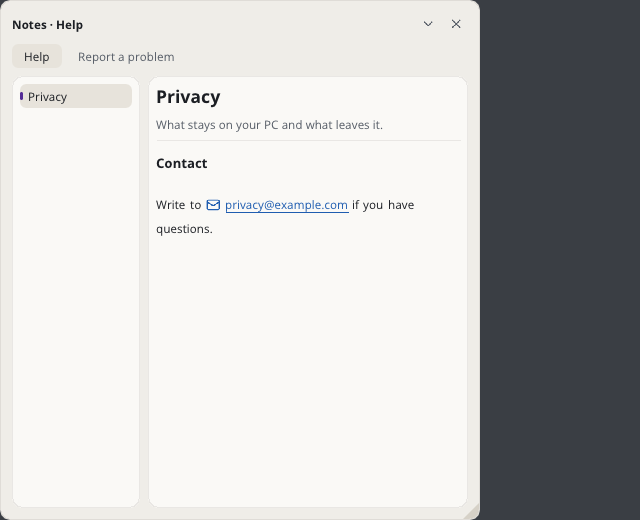 Notes · Help
Help
Report a problem
Privacy
Privacy
What stays on your PC and what leaves it.
Contact
Write to privacy@example.com if you have
questions.